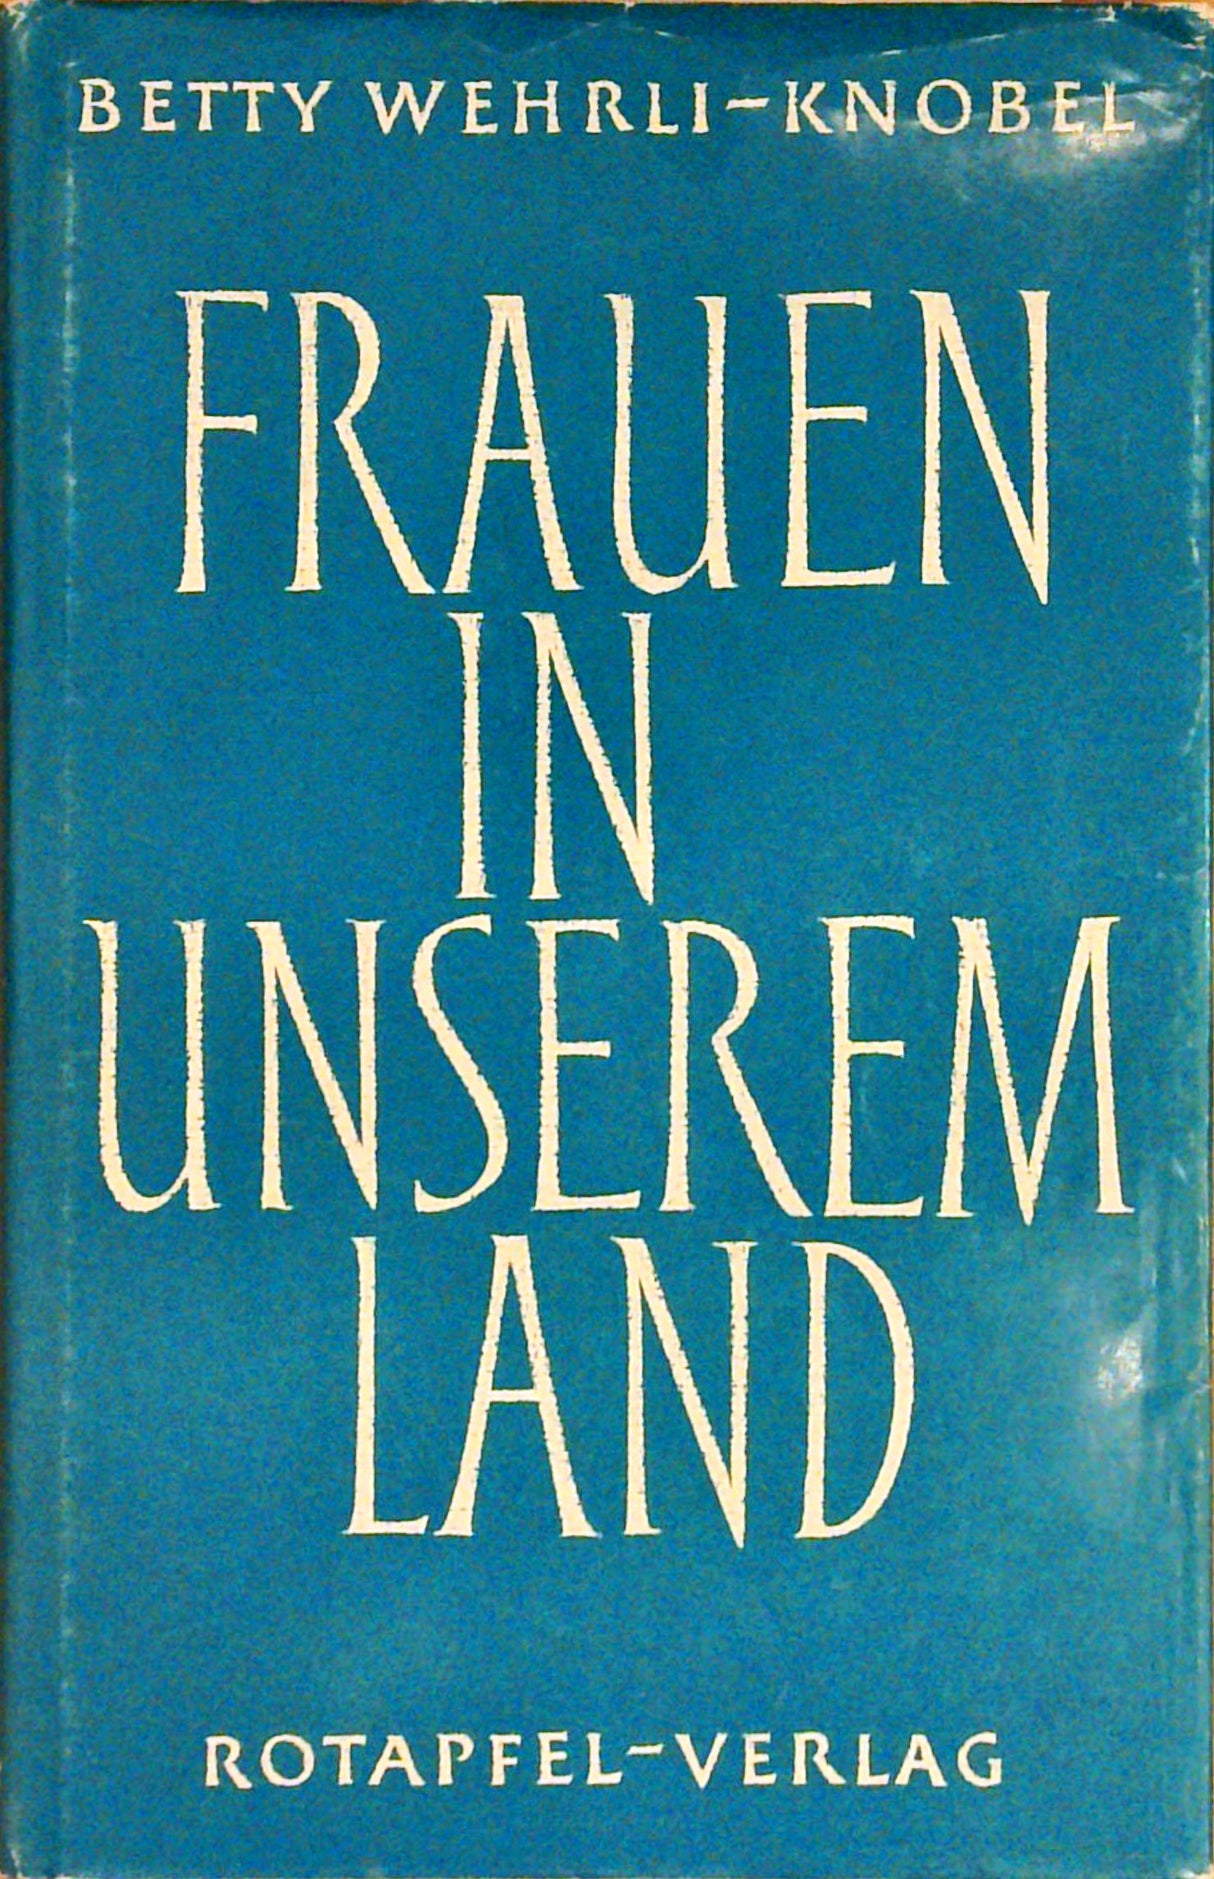 BETTY WEHRLI-KNOBEL
FRAUEN
IN
UNSEREM
LAND
ROTAPFEL-VERLAG